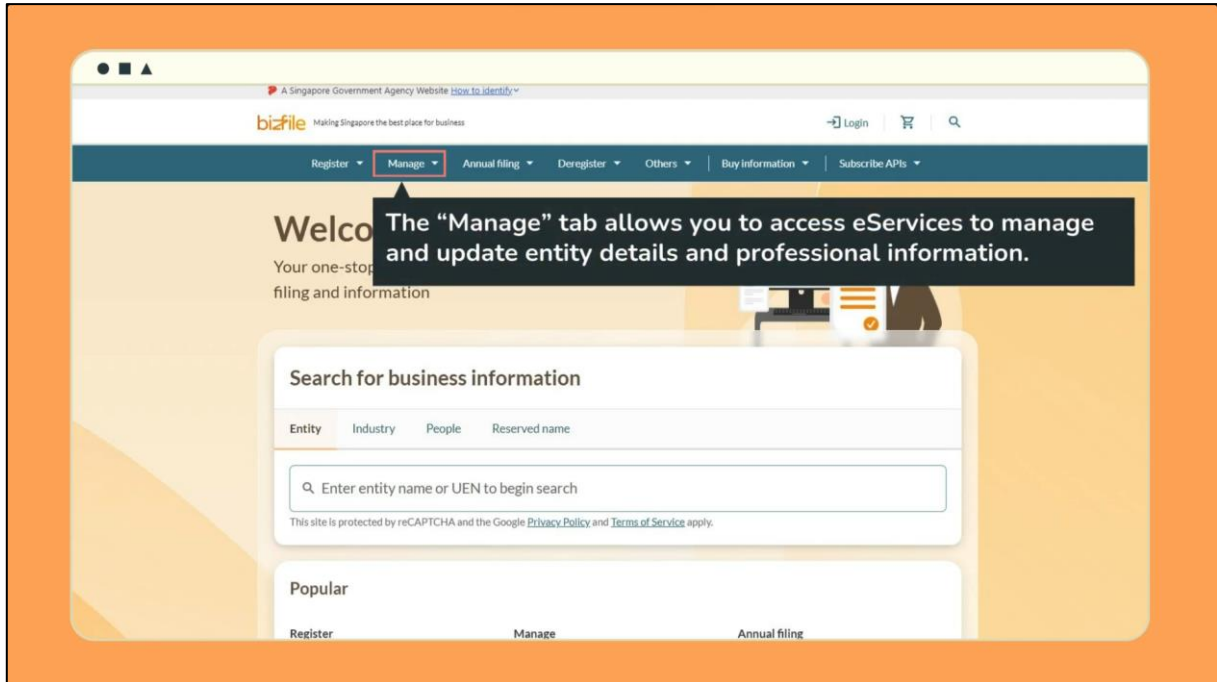 A Singapore Government Agency Website How to identify
bizfile Making Singapore the best place for business
Login
Register Manage Annual filing Deregister Others Buy information Subscribe APIs
Welco
The “Manage” tab allows you to access eServices to manage
and update entity details and professional information.
Your one-stop
filing and information
Search for business information
Entity Industry People Reserved name
Enter entity name or UEN to begin search
This site is protected by reCAPTCHA and the Google Privacy Policy and Terms of Service apply.
Popular
Register Manage Annual filing